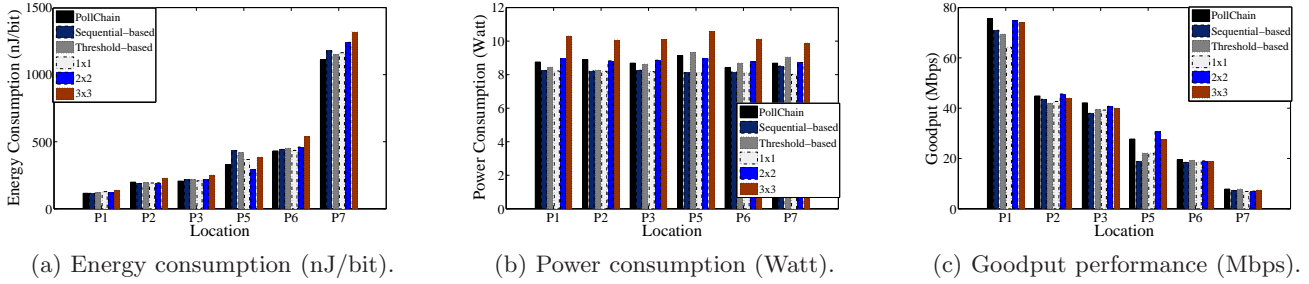 Energy Consumption (nJ/bit)
1500
1000
500
0
PollChain
Sequential−based
Threshold−based
1x1
2x2
3x3
P1 P2 P3 P5 P6 P7
Location
(a) Energy consumption (nJ/bit).
Power Consumption (Watt)
12
10
8
6
4
2
0
PollChain
Sequential−based
Threshold−based
1x1
2x2
3x3
P1 P2 P3 P5 P6 P7
Location
(b) Power consumption (Watt).
Goodput (Mbps)
80
60
40
20
0
PollChain
Sequential−based
Threshold−based
1x1
2x2
3x3
P1 P2 P3 P5 P6 P7
Location
(c) Goodput performance (Mbps).